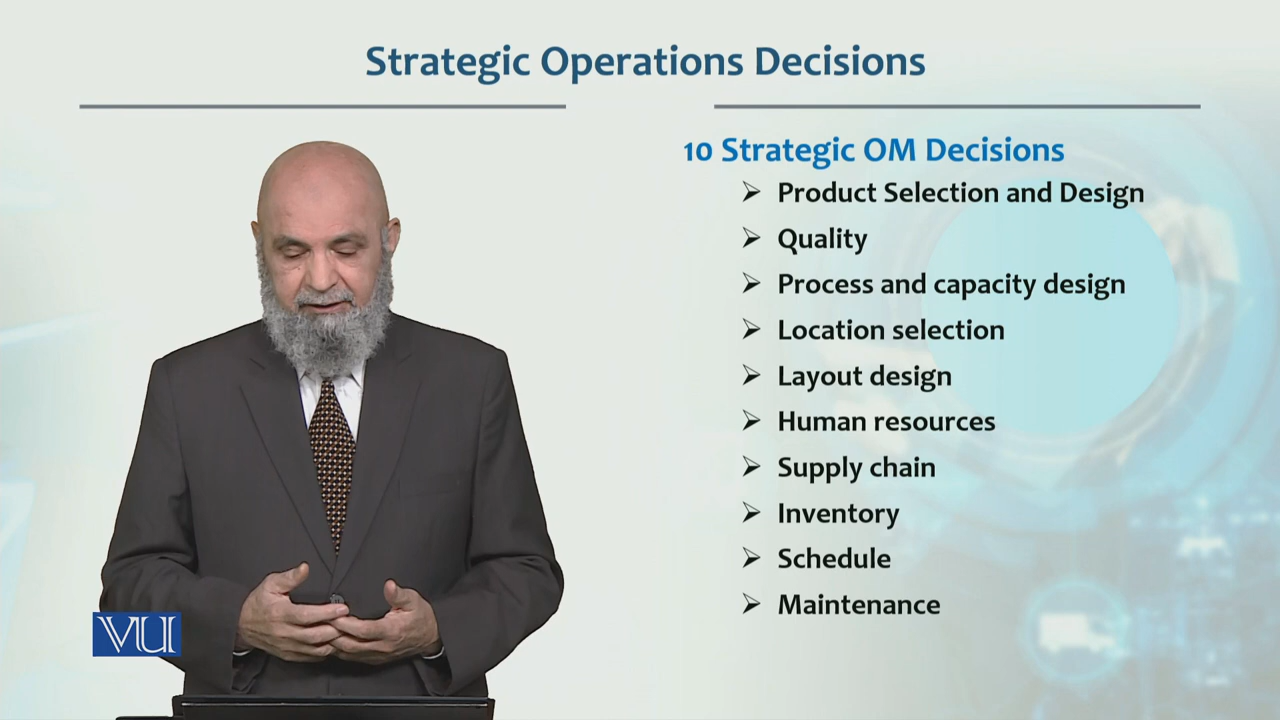 Strategic Operations Decisions
10 Strategic OM Decisions
➢ Product Selection and Design
➢ Quality
➢ Process and capacity design
➢ Location selection
➢ Layout design
➢ Human resources
➢ Supply chain
➢ Inventory
➢ Schedule
➢ Maintenance
VU